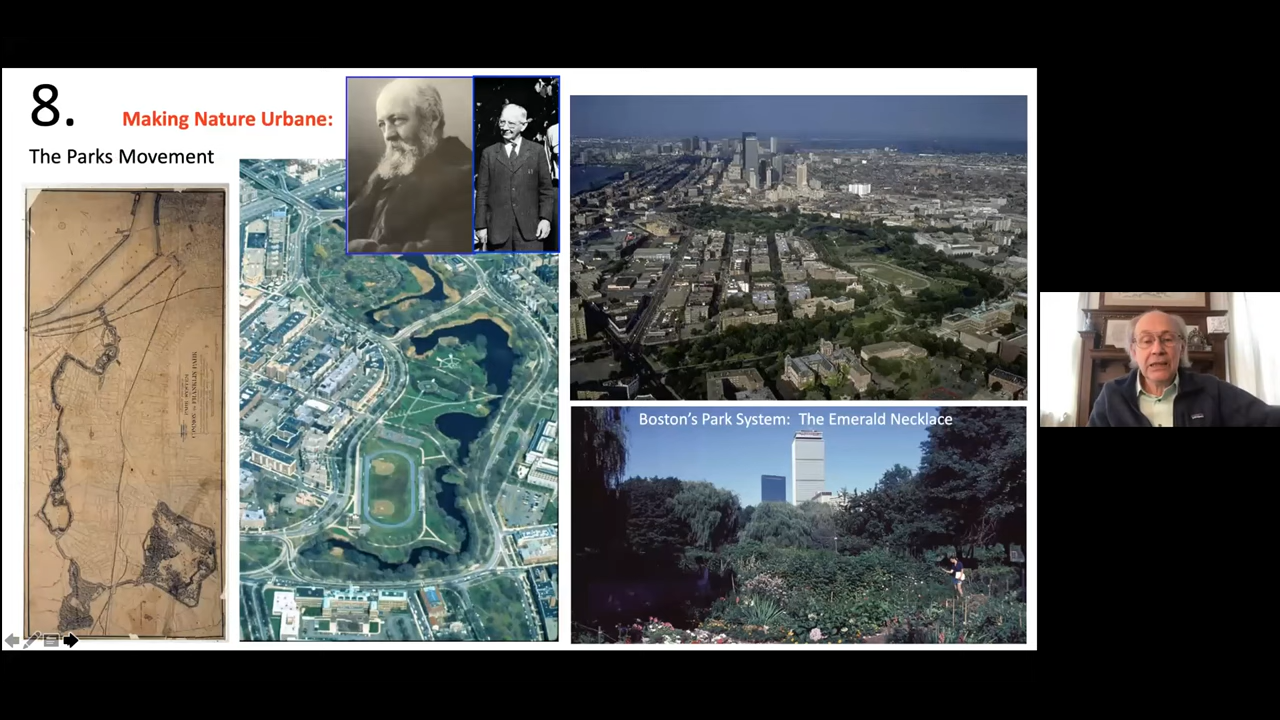 8.
Making Nature Urbane:
The Parks Movement
Boston's Park System: The Emerald Necklace